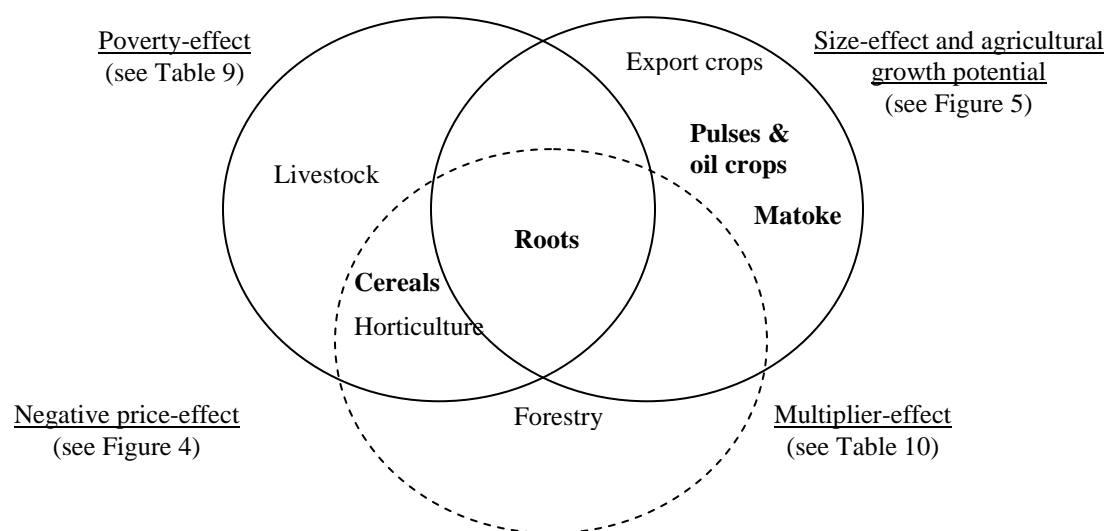 Poverty-effect
(see Table 9)
Size-effect and agricultural
growth potential
(see Figure 5)
Export crops
Pulses &
oil crops
Livestock
Matoke
Roots
Cereals
Horticulture
Negative price-effect
(see Figure 4)
Forestry
Multiplier-effect
(see Table 10)